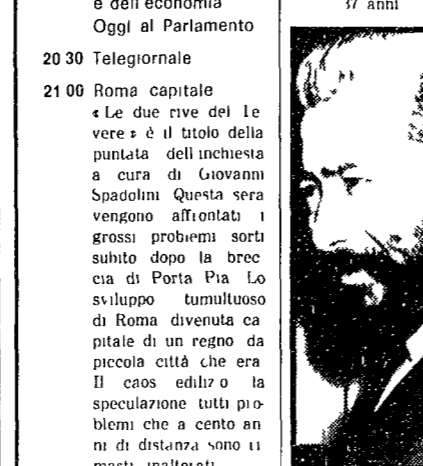 e dell economia
Oggi al Parlamento
20 30 Telegiornale
21 00 Roma capitale
« Le due rive del Te
vere » è il titolo della
puntata dell inchiesta
a cura di Giovanni
Spadolini Questa sera
vengono affrontati i
grossi problemi sorti
subito dopo la brec
cia di Porta Pia Lo
sviluppo tumultuoso
di Roma divenuta ca
pitale di un regno da
piccola città che era
Il caos edilizio la
speculazione tutti pro-
blemi che a cento an
ni di distanza sono ri
masti inalterati
37 anni